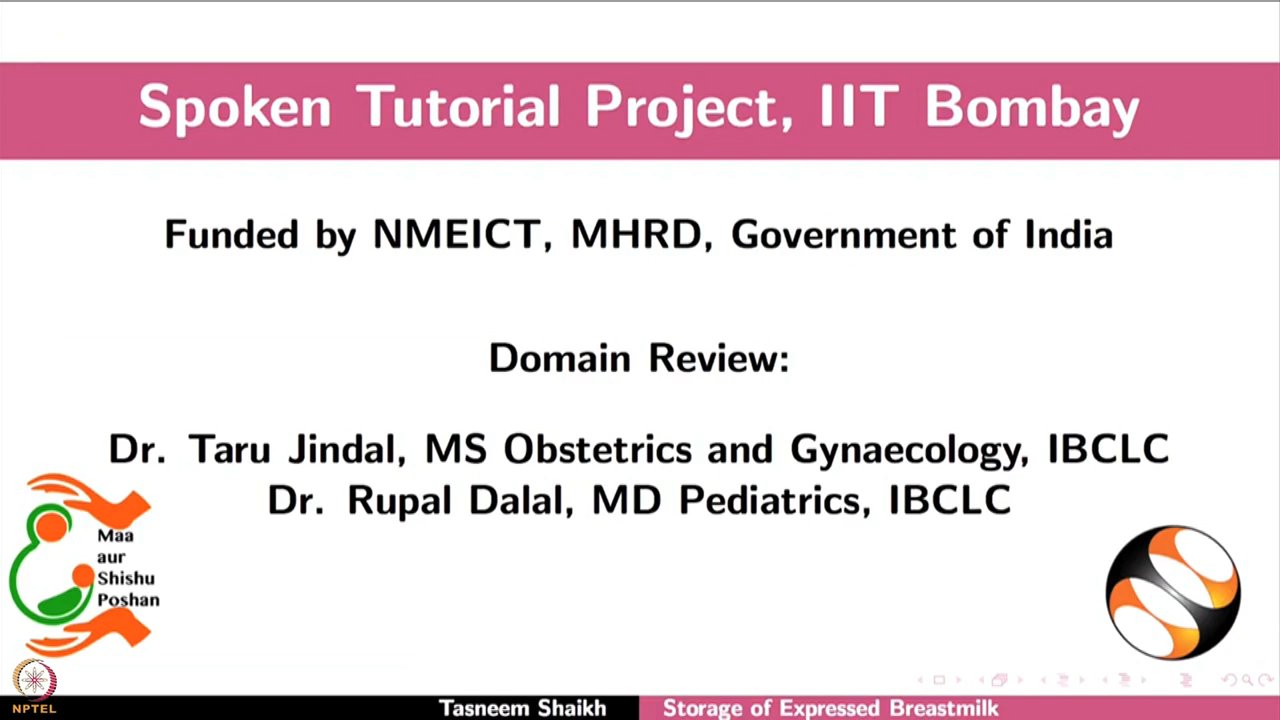 Spoken Tutorial Project, IIT Bombay
Funded by NMEICT, MHRD, Government of India
Domain Review:
Dr. Taru Jindal, MS Obstetrics and Gynaecology, IBCLC
Dr. Rupal Dalal, MD Pediatrics, IBCLC
Maa
aur
Shishu
Poshan
NPTEL
Tasneem Shaikh
Storage of Expressed Breastmilk